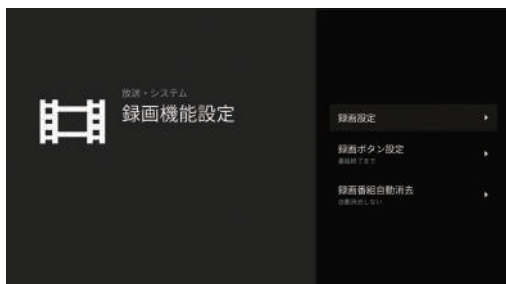 放送・システム
録画機能設定
録画設定
録画ボタン設定
番組終了まで
録画番組自動消去
自動消去しない